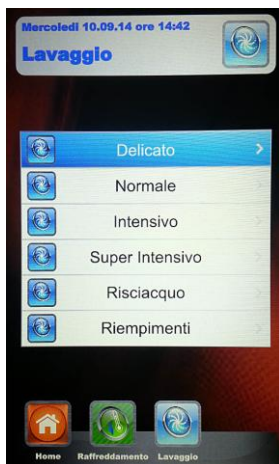 Mercoledì 10.09.14 ore 14:42
Lavaggio
Delicato
Normale
Intensivo
Super Intensivo
Risciacquo
Riempimenti
Home Raffreddamento Lavaggio